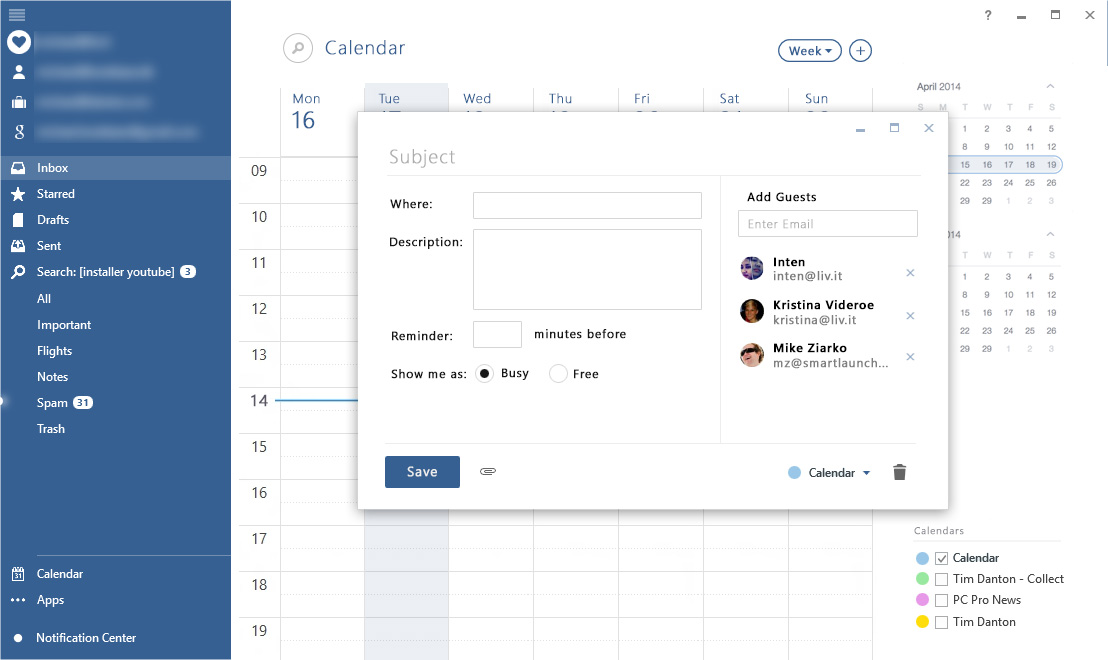 ?
Calendar
Week
Inbox
Starred
Drafts
Sent
Search: [installer youtube] 3
All
Important
Flights
Notes
Spam 31
Trash
Calendar
Apps
Notification Center
Mon Tue Wed Thu Fri Sat Sun
16
09
10
11
12
13
14
15
16
17
18
19
Subject
Where:
Description:
Reminder: minutes before
Show me as: Busy Free
Save
Add Guests
Enter Email
Inten
inten@liv.it
Kristina Videroe
kristina@liv.it
Mike Ziarko
mz@smartlaunch...
Calendar
April 2014
S M T W T F S
1 2 3 4 5
8 9 10 11 12
15 16 17 18 19
22 23 24 25 26
29 29 1 2 3
014
T W T F S
1 2 3 4 5
8 9 10 11 12
15 16 17 18 19
22 23 24 25 26
29 29 1 2 3
Calendars
Calendar
Tim Danton - Collect
PC Pro News
Tim Danton